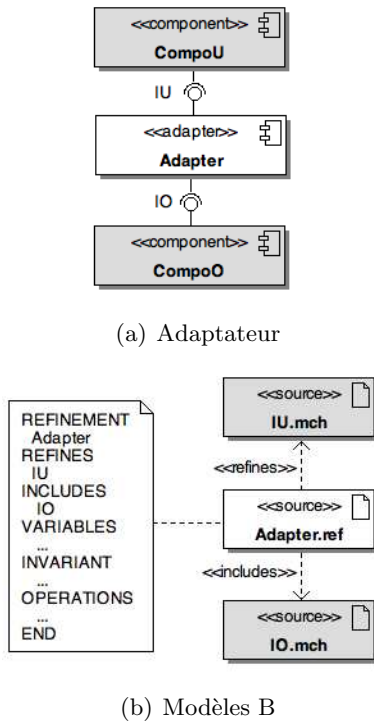 <<component>>
CompoU
IU
<<adapter>>
Adapter
IO
<<component>>
CompoO
(a) Adaptateur
REFINEMENT
Adapter
REFINES
IU
INCLUDES
IO
VARIABLES
...
INVARIANT
...
OPERATIONS
...
END
<<source>>
IU.mch
<<refines>>
<<source>>
Adapter.ref
<<includes>>
<<source>>
IO.mch
(b) Modèles B